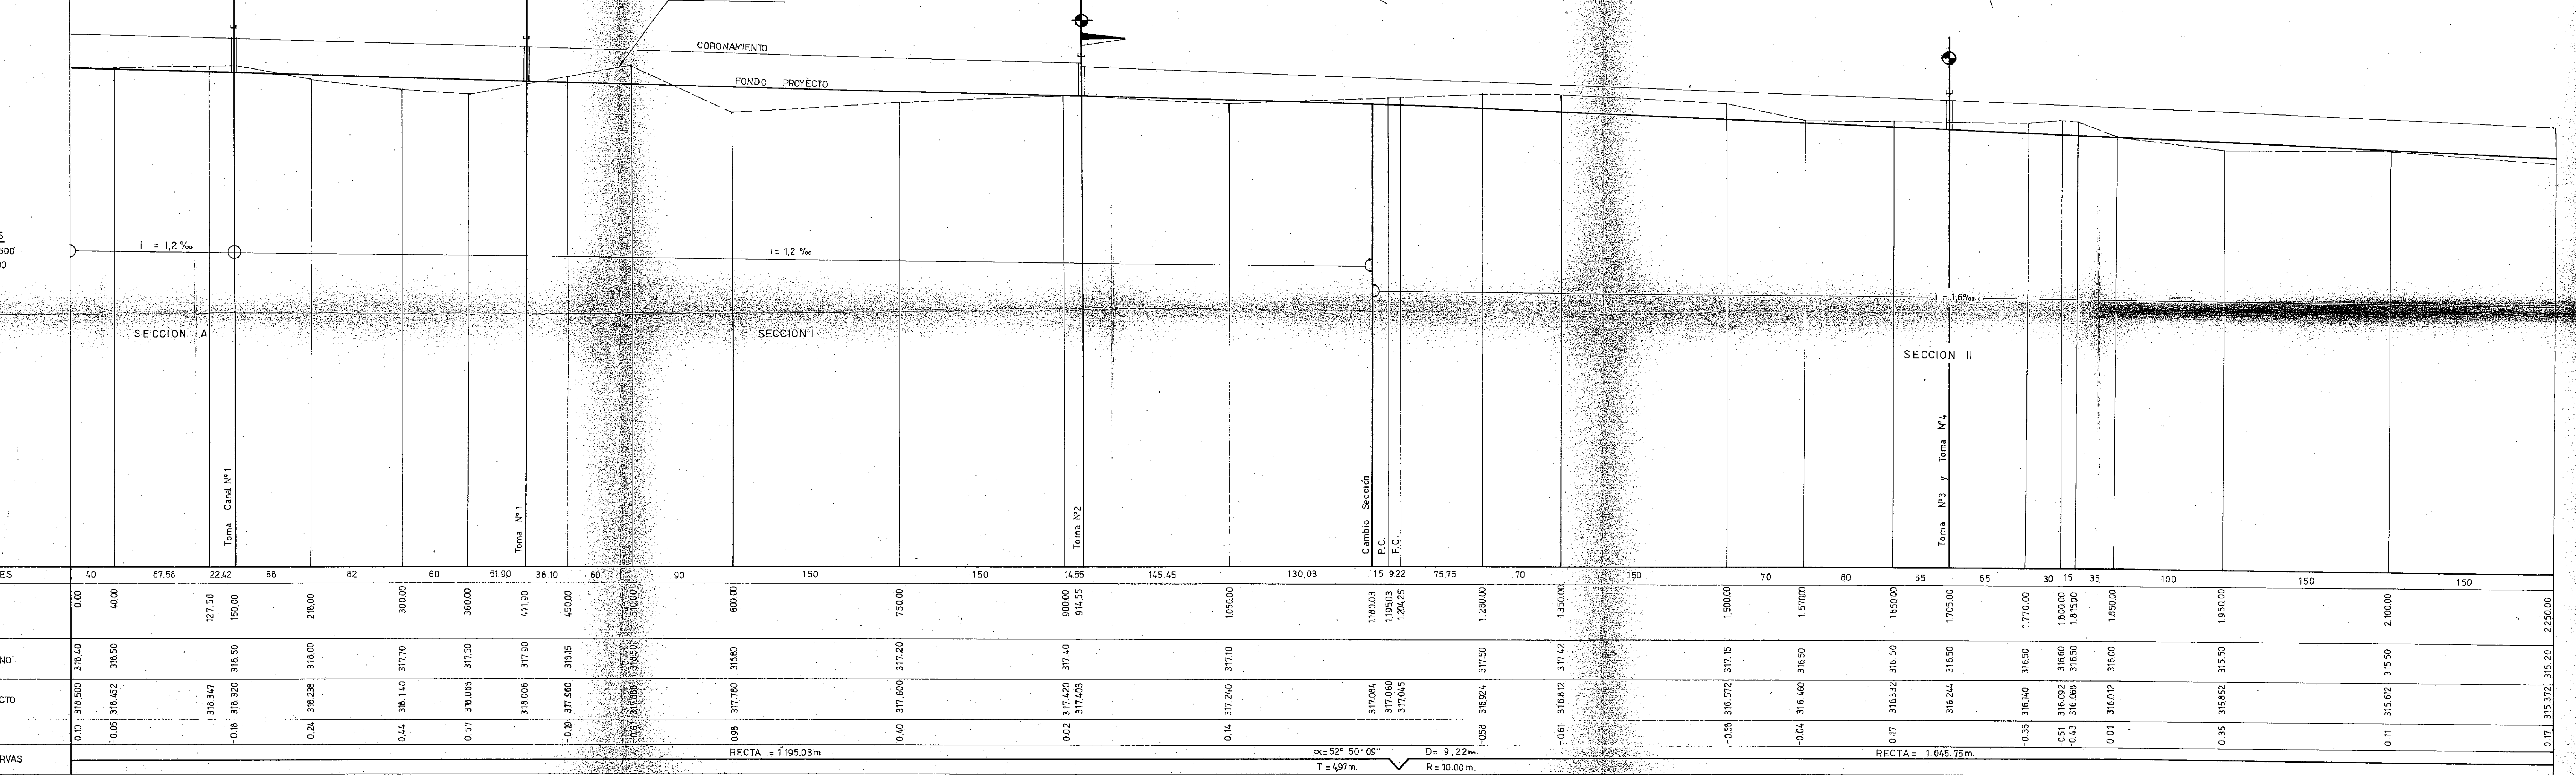 CORONAMIENTO
FONDO PROYECTO
i = 1,2 ‰
i = 1,2 ‰
i = 1,6‰
SECCION A
SECCION I
SECCION II
Toma Canal Nº1
Toma Nº1
Toma Nº2
Cambio Sección
P.C.
F.C.
Toma Nº3 y Toma Nº4
40 87,58 22,42 68 82 60 51.90 38.10 60 90 150 150 14,55 145.45 130,03 15 9,22 75,75 70 150 70 80 55 65 30 15 35 100 150 150
0.00 40.00 127.58 150,00 218.00 300.00 360.00 411,90 450.00 510.00 600.00 750.00 900.00 914.55 1.050.00 1.180.03 1.195.03 1.204.25 1.280.00 1.350.00 1.500.00 1.570.00 1.650.00 1.705.00 1.770.00 1.800.00 1.815.00 1.850.00 1.950.00 2.100.00 2.250.00
318.40 318.50 318.50 318.00 317.70 317.50 317.90 318.15 318.50 316.80 317.20 317.40 317.10 317.50 317.42 317.15 316.50 316.50 316.50 316.50 316.60 316.50 316.00 315.50 315.50 315.20
318.500 318.452 318.347 318.320 318.238 318.140 318.068 318.006 317.960 317.888 317.780 317.600 317.420 317.403 317.240 317.084 317.060 317.045 316.924 316.812 316.572 316.460 316.332 316.244 316.140 316.092 316.068 316.012 315.852 315.612 315.372
0.10 -0.05 -0.18 0.24 0.44 0.57 -0.19 -0.61 0.98 0.40 0.02 0.14 -0.58 -0.61 -0.58 -0.04 -0.17 -0.36 -0.51 -0.43 0.01 0.35 0.11 0.17
RECTA = 1.195.03m
∝=52° 50' 09" D= 9,22m.
RECTA = 1.045.75m.
T = 4,97m. R = 10.00m.